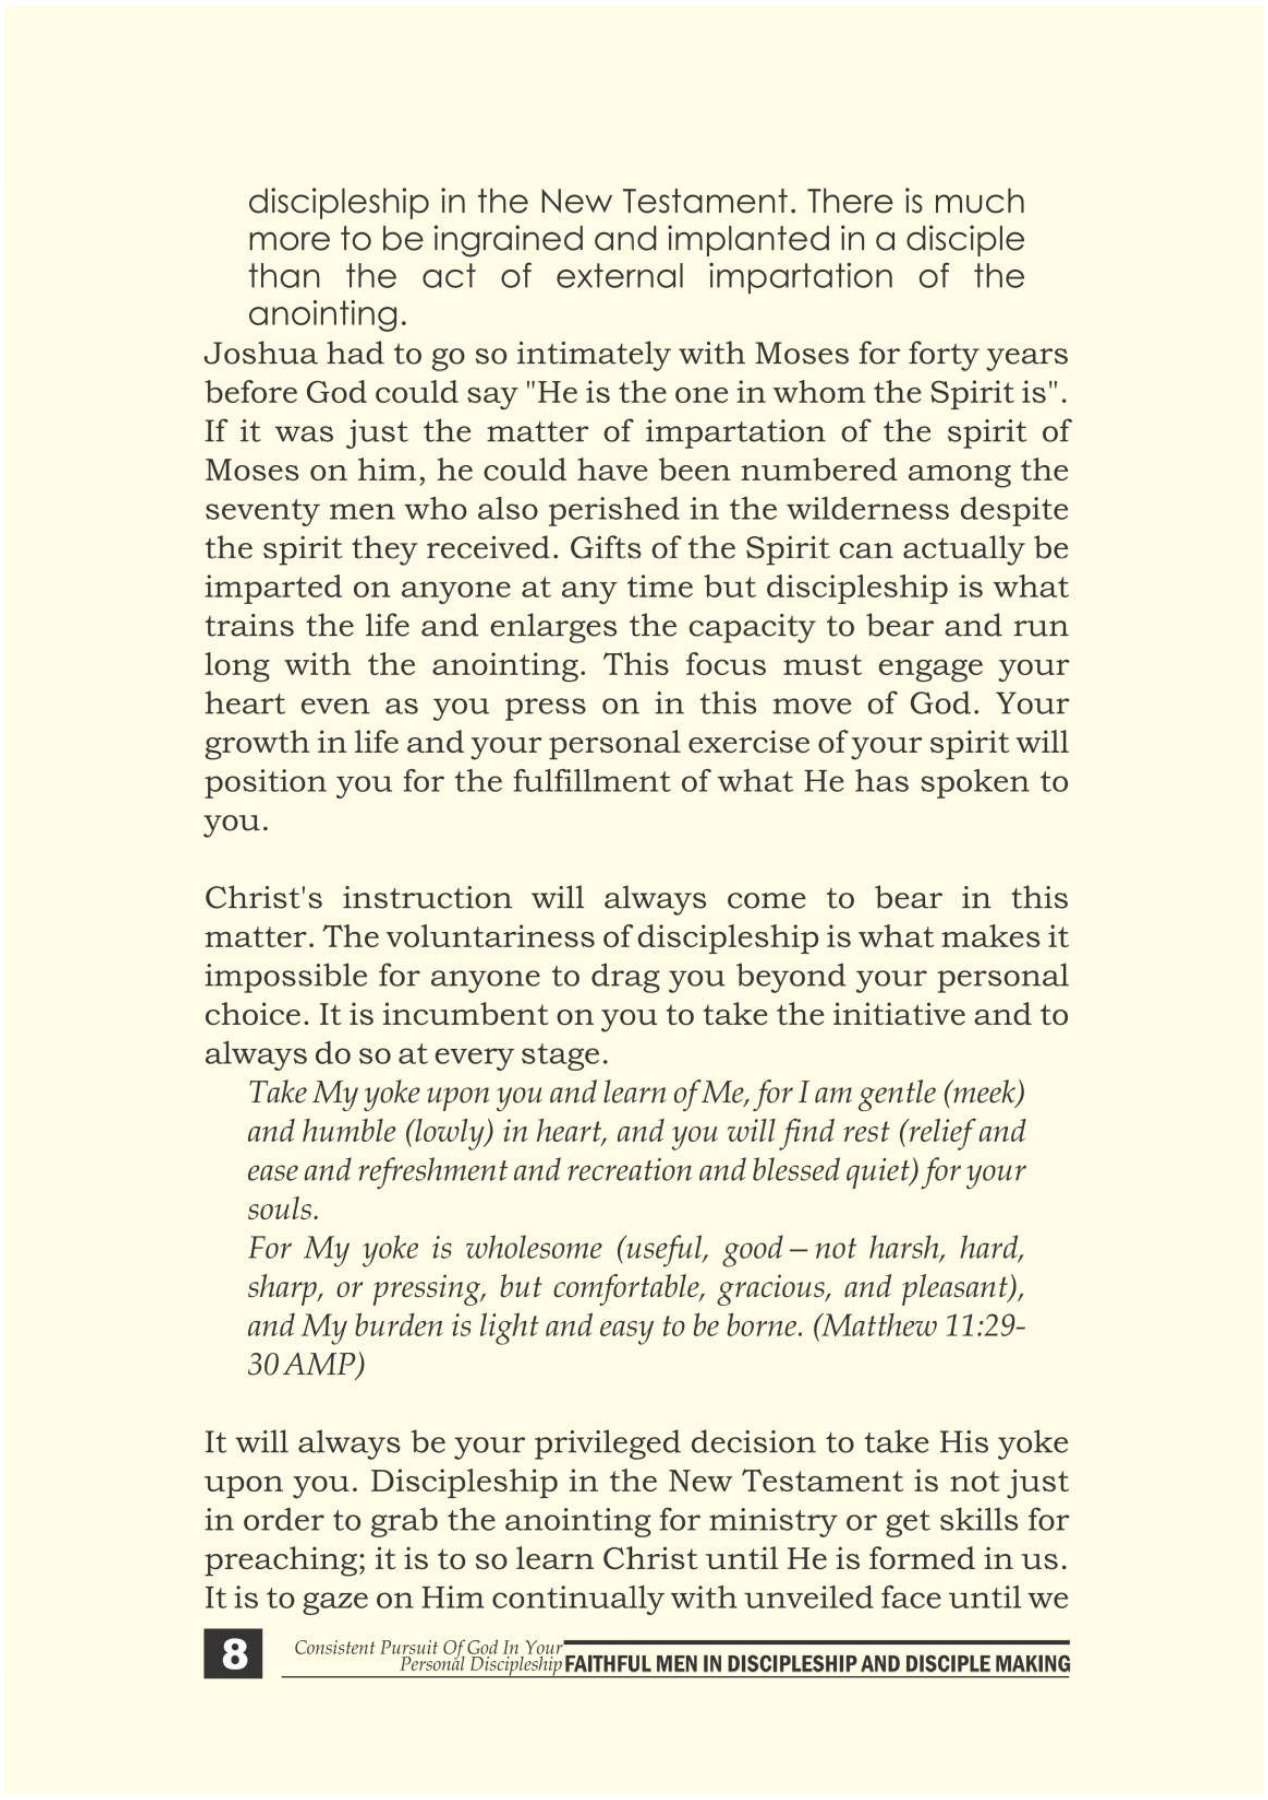 discipleship in the New Testament. There is much
more to be ingrained and implanted in a disciple
than the act of external impartation of the
anointing.
Joshua had to go so intimately with Moses for forty years
before God could say "He is the one in whom the Spirit is".
If it was just the matter of impartation of the spirit of
Moses on him, he could have been numbered among the
seventy men who also perished in the wilderness despite
the spirit they received. Gifts of the Spirit can actually be
imparted on anyone at any time but discipleship is what
trains the life and enlarges the capacity to bear and run
long with the anointing. This focus must engage your
heart even as you press on in this move of God. Your
growth in life and your personal exercise of your spirit will
position you for the fulfillment of what He has spoken to
you.
Christ's instruction will always come to bear in this
matter. The voluntariness of discipleship is what makes it
impossible for anyone to drag you beyond your personal
choice. It is incumbent on you to take the initiative and to
always do so at every stage.
Take My yoke upon you and learn of Me, for I am gentle (meek)
and humble (lowly) in heart, and you will find rest (relief and
ease and refreshment and recreation and blessed quiet) for your
souls.
For My yoke is wholesome (useful, good – not harsh, hard,
sharp, or pressing, but comfortable, gracious, and pleasant),
and My burden is light and easy to be borne. (Matthew 11:29-
30 AMP)
It will always be your privileged decision to take His yoke
upon you. Discipleship in the New Testament is not just
in order to grab the anointing for ministry or get skills for
preaching; it is to so learn Christ until He is formed in us.
It is to gaze on Him continually with unveiled face until we
8
Consistent Pursuit Of God In Your
Personal Discipleship FAITHFUL MEN IN DISCIPLESHIP AND DISCIPLE MAKING